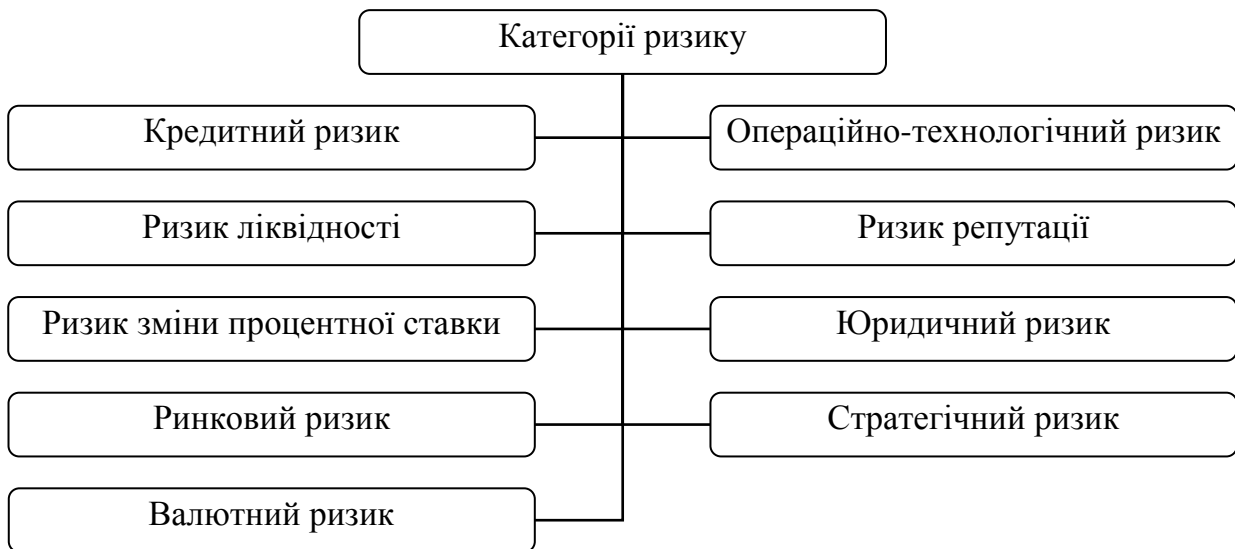 Категорії ризику
Кредитний ризик
Операційно-технологічний ризик
Ризик ліквідності
Ризик репутації
Ризик зміни процентної ставки
Юридичний ризик
Ринковий ризик
Стратегічний ризик
Валютний ризик